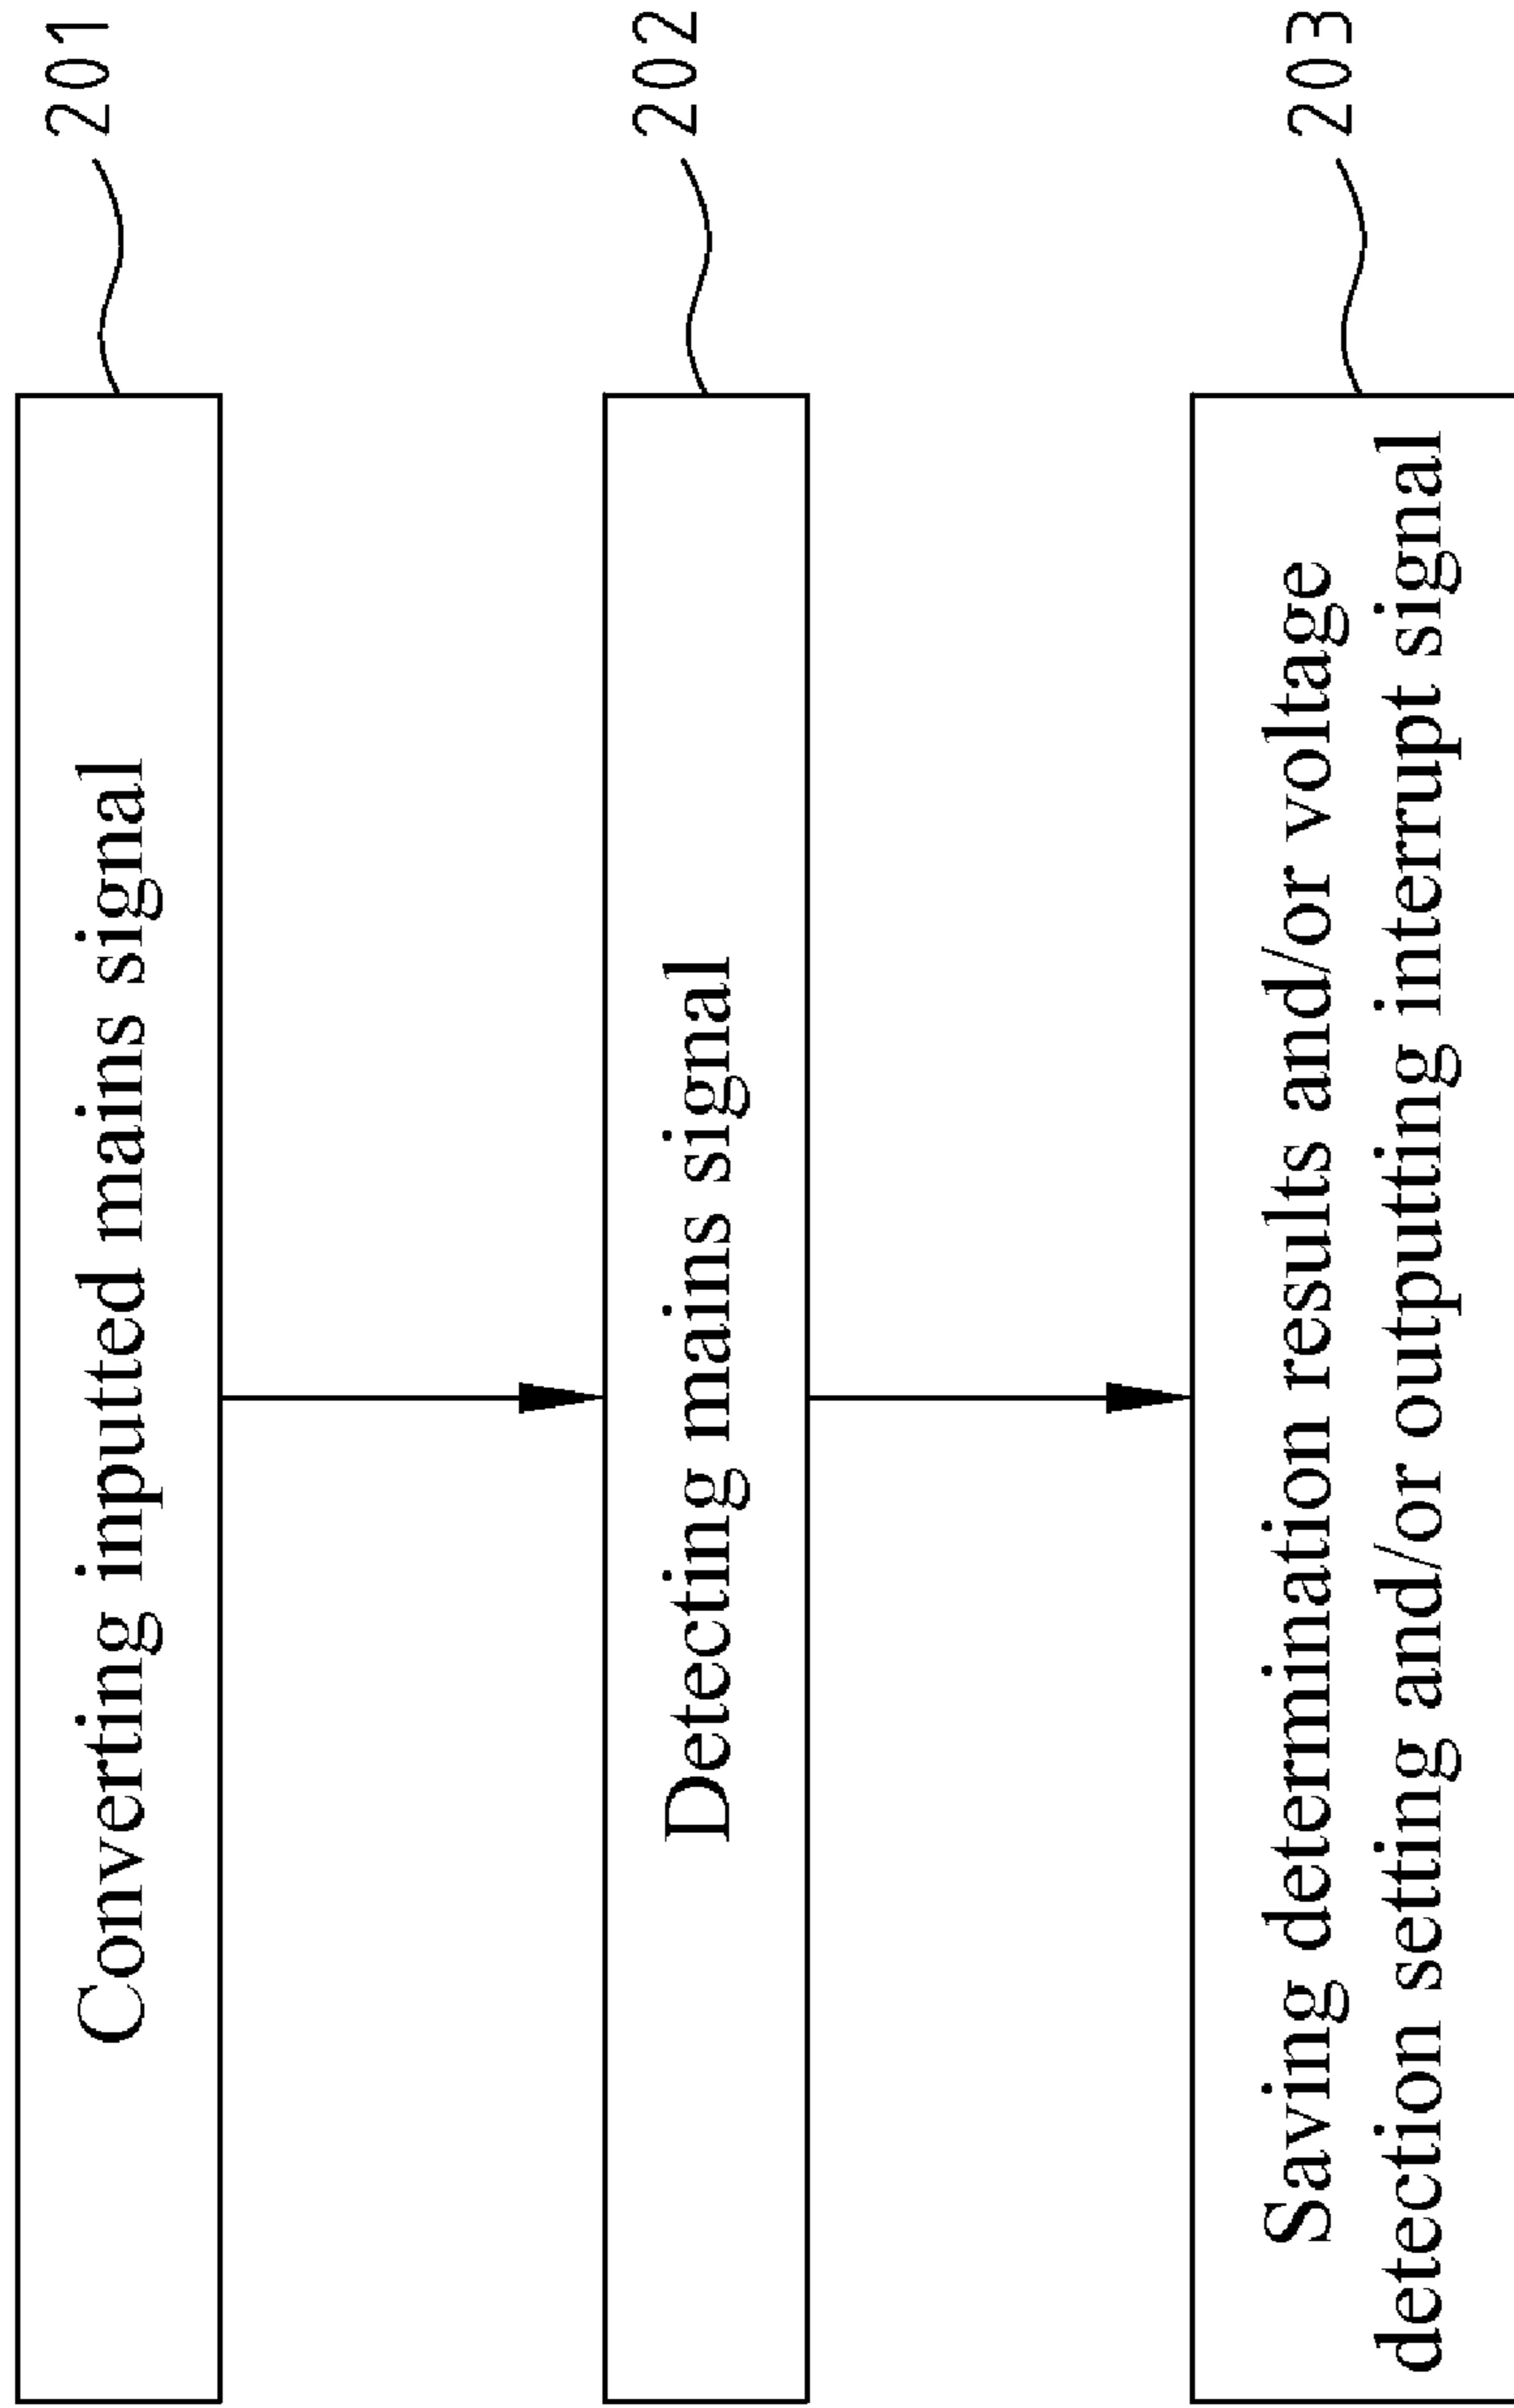 Converting inputted mains signal
201
Detecting mains signal
202
Saving determination results and/or voltage
detection setting and/or outputting interrupt signal
203